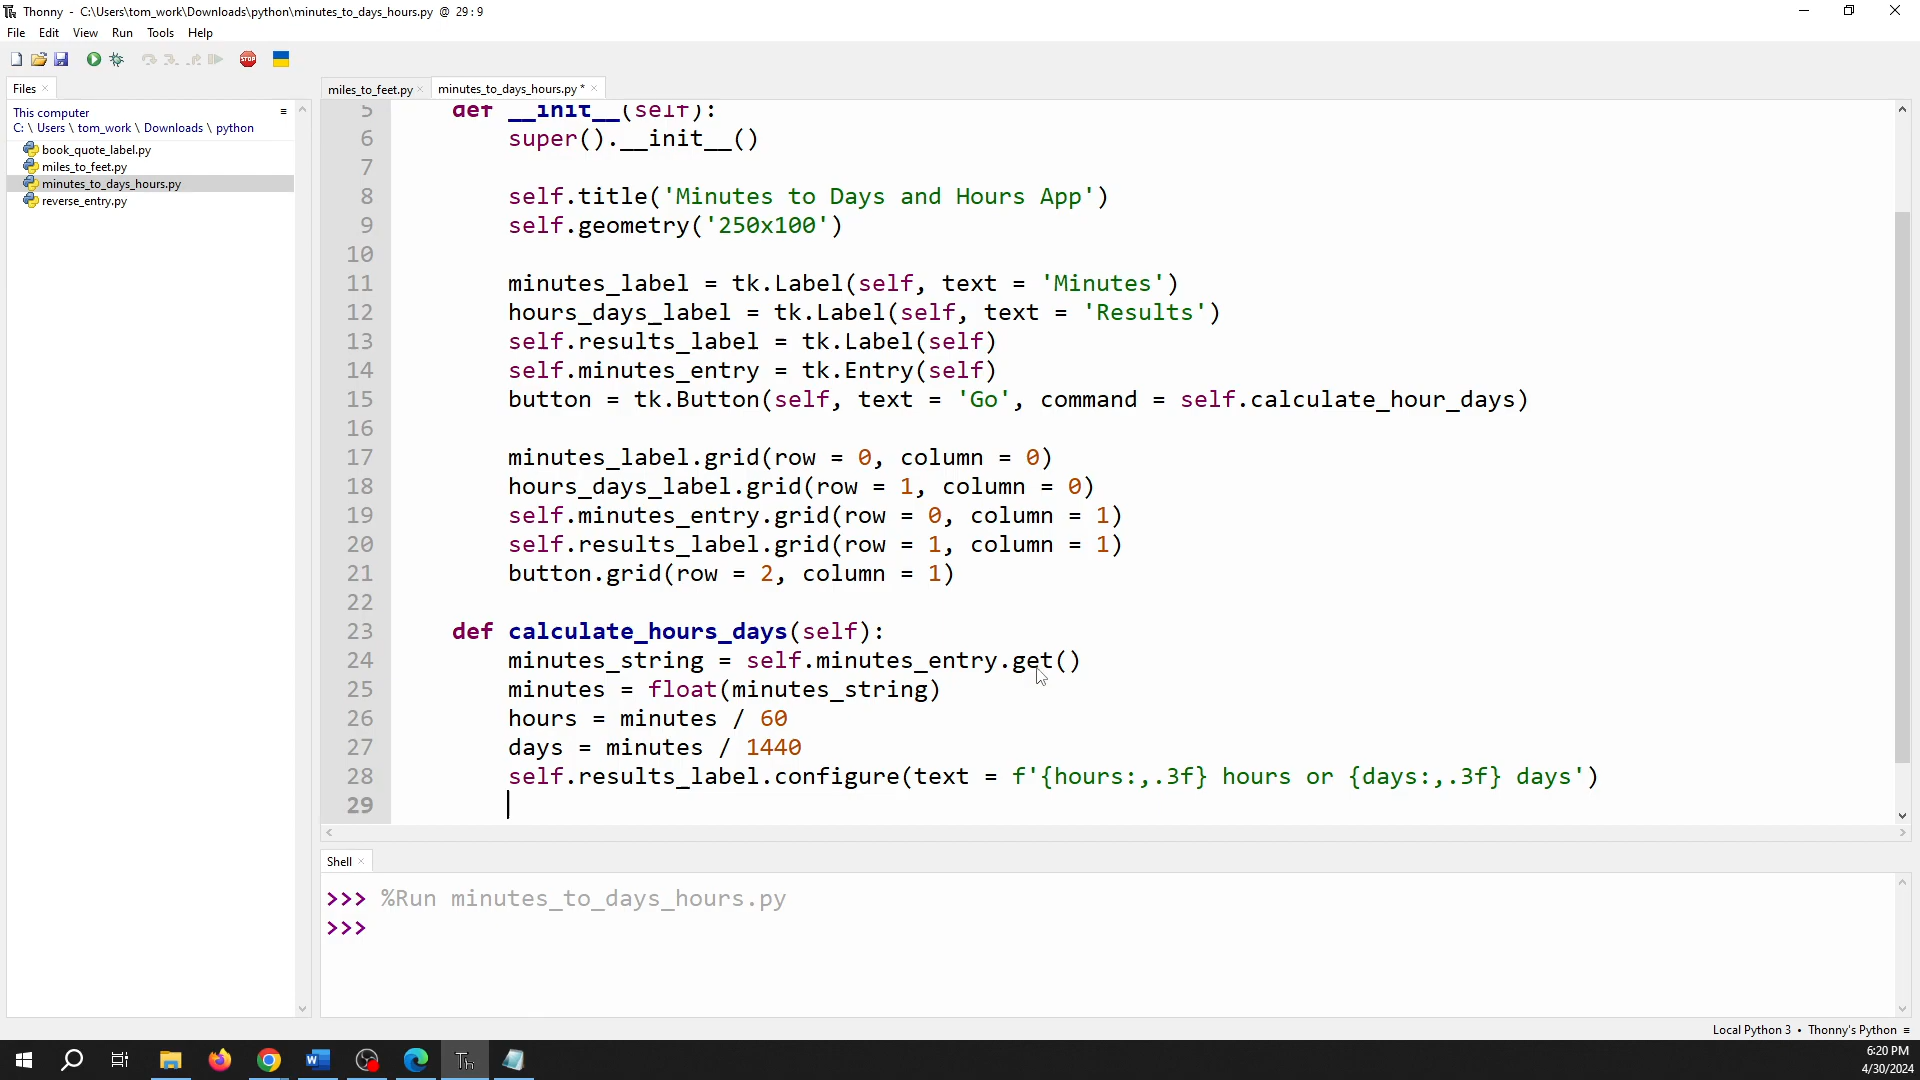 Thonny - C:\Users\tom_work\Downloads\python\minutes_to_days_hours.py @ 29 : 9
File Edit View Run Tools Help
STOP
Files
This computer
C: \ Users \ tom_work \ Downloads \ python
book_quote_label.py
miles_to_feet.py
minutes_to_days_hours.py
reverse_entry.py
miles_to_feet.py minutes_to_days_hours.py *
5 def __init__(self):
6 super().__init__()
7
8 self.title('Minutes to Days and Hours App')
9 self.geometry('250x100')
10
11 minutes_label = tk.Label(self, text = 'Minutes')
12 hours_days_label = tk.Label(self, text = 'Results')
13 self.results_label = tk.Label(self)
14 self.minutes_entry = tk.Entry(self)
15 button = tk.Button(self, text = 'Go', command = self.calculate_hour_days)
16
17 minutes_label.grid(row = 0, column = 0)
18 hours_days_label.grid(row = 1, column = 0)
19 self.minutes_entry.grid(row = 0, column = 1)
20 self.results_label.grid(row = 1, column = 1)
21 button.grid(row = 2, column = 1)
22
23 def calculate_hours_days(self):
24 minutes_string = self.minutes_entry.get()
25 minutes = float(minutes_string)
26 hours = minutes / 60
27 days = minutes / 1440
28 self.results_label.configure(text = f'{hours:,.3f} hours or {days:,.3f} days')
29
Shell
>>> %Run minutes_to_days_hours.py
>>>
Local Python 3 • Thonny's Python ≡
6:20 PM
4/30/2024